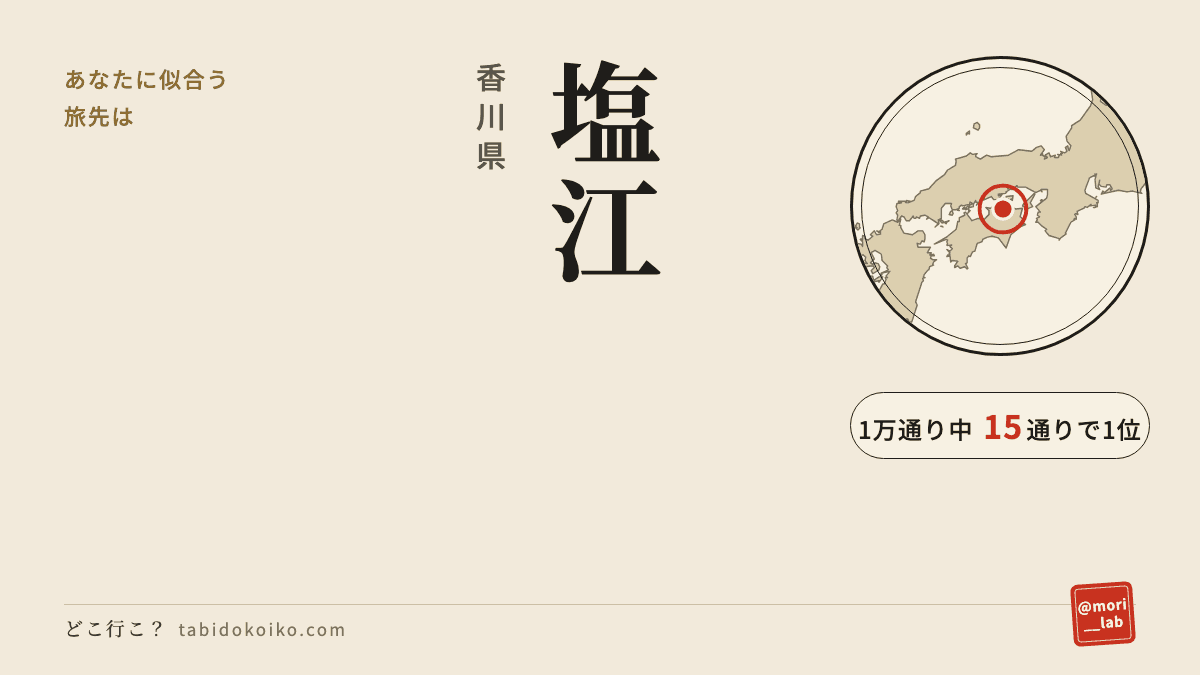 あなたに似合う
旅先は
塩江
香川県
1万通り中 15通りで1位
どこ行こ？ tabidokoiko.com
@mori
__lab